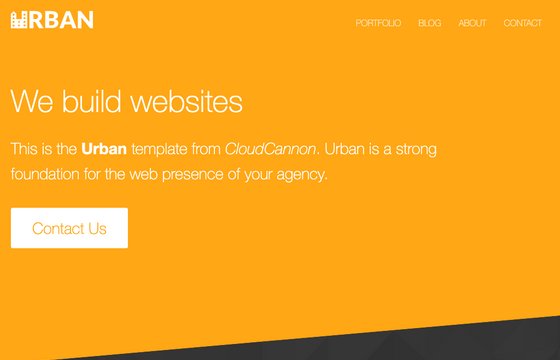 URBAN
PORTFOLIO BLOG ABOUT CONTACT
We build websites
This is the Urban template from CloudCannon. Urban is a strong
foundation for the web presence of your agency.
Contact Us